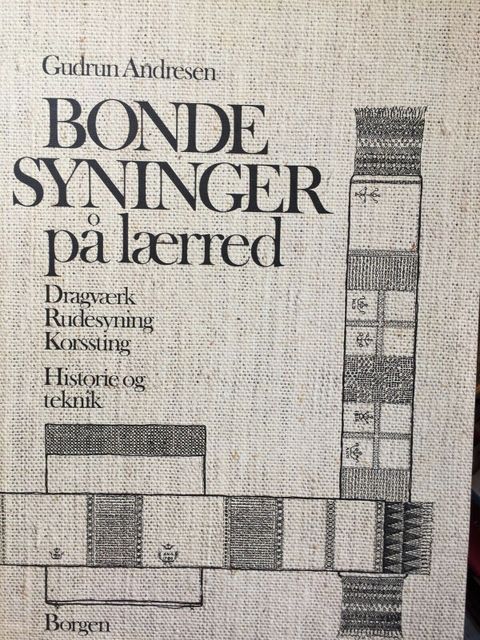 Gudrun Andresen
BONDE
SYNINGER
på lærred
Dragværk
Rudesyning
Korssting
Historie og
teknik
Borgen